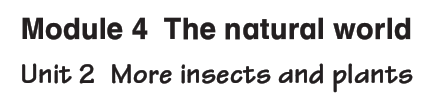 Module 4 The natural world
Unit 2 More insects and plants